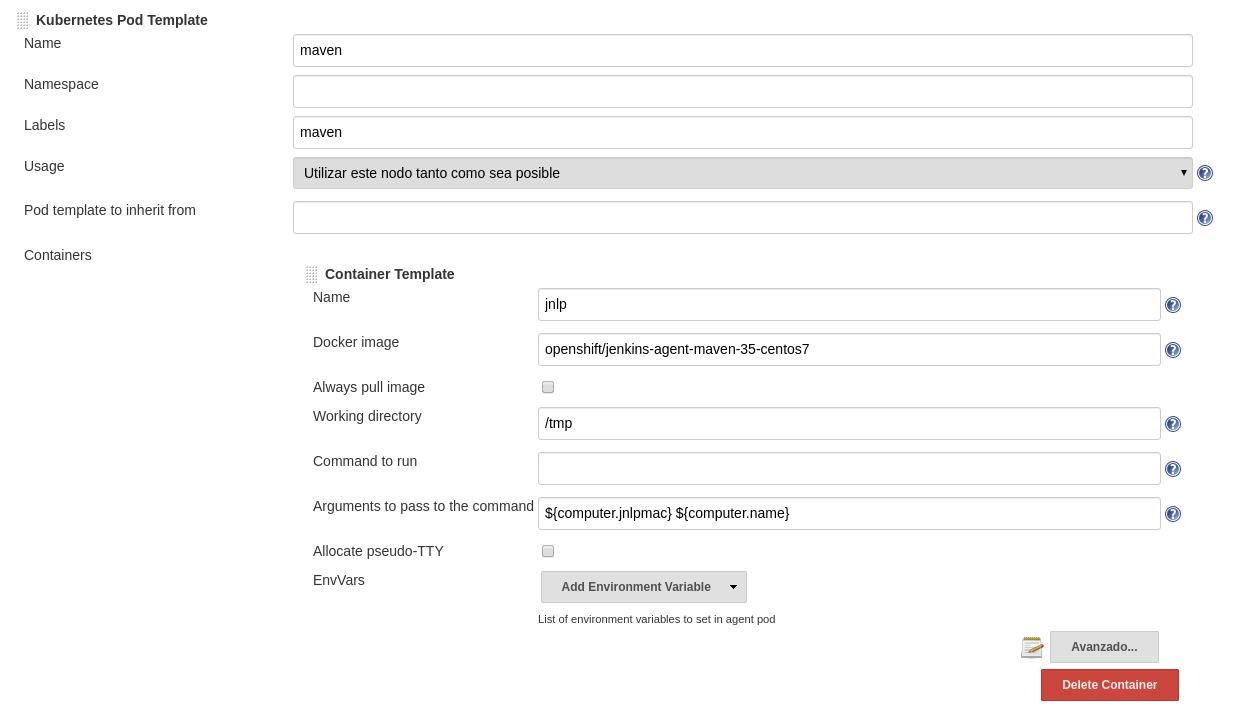 Kubernetes Pod Template
Name
maven
Namespace
Labels
maven
Usage
Utilizar este nodo tanto como sea posible
Pod template to inherit from
Containers
Container Template
Name
jnlp
Docker image
openshift/jenkins-agent-maven-35-centos7
Always pull image
Working directory
/tmp
Command to run
Arguments to pass to the command
${computer.jnlpmac} ${computer.name}
Allocate pseudo-TTY
EnvVars
Add Environment Variable
List of environment variables to set in agent pod
Avanzado...
Delete Container